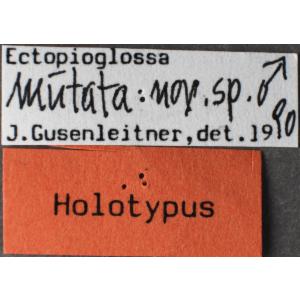 Ectopioglossa
mutata: nov. sp. ♂
J.Gusenleitner,det.1990
Holotypus